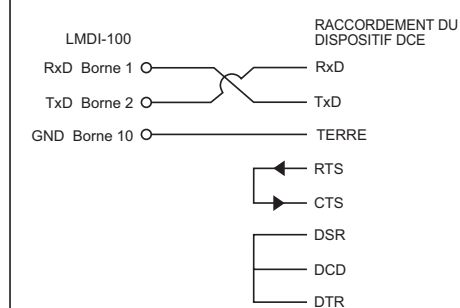 LMDI-100
RACCORDEMENT DU
DISPOSITIF DCE
RxD Borne 1
RxD
TxD Borne 2
TxD
GND Borne 10
TERRE
RTS
CTS
DSR
DCD
DTR